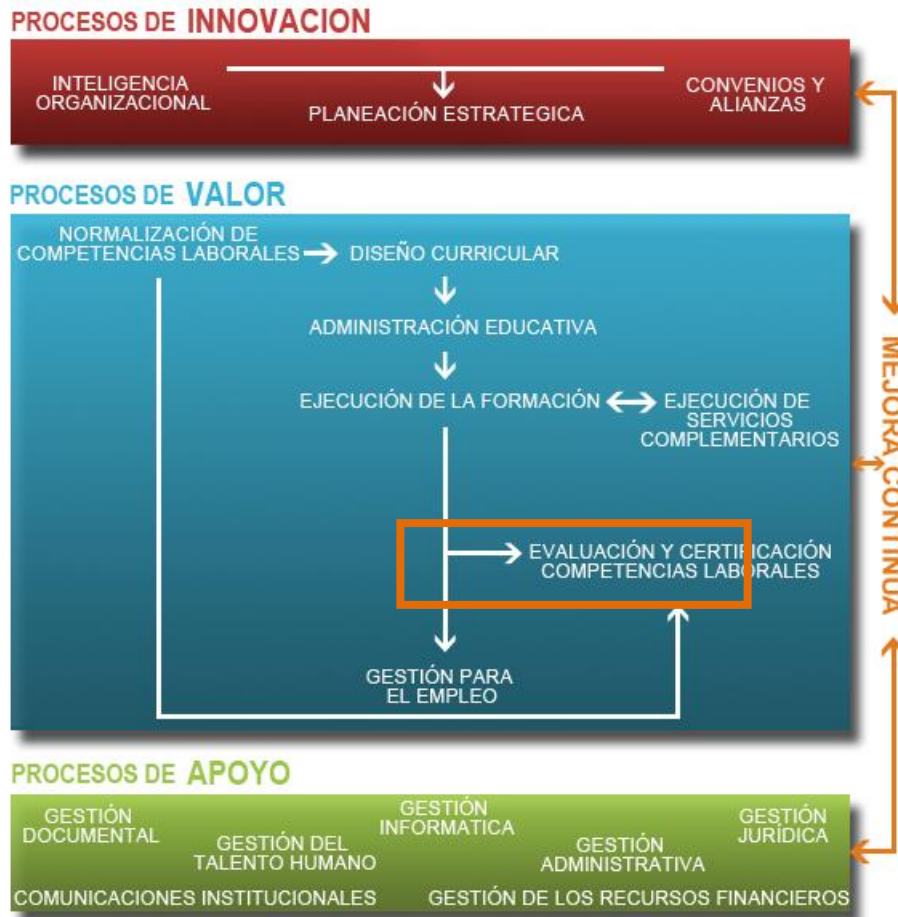 PROCESOS DE INNOVACION
INTELIGENCIA
ORGANIZACIONAL
PLANEACIÓN ESTRATEGICA
CONVENIOS Y
ALIANZAS
PROCESOS DE VALOR
NORMALIZACIÓN DE
COMPETENCIAS LABORALES
DISEÑO CURRICULAR
ADMINISTRACIÓN EDUCATIVA
EJECUCIÓN DE LA FORMACIÓN
EJECUCIÓN DE
SERVICIOS
COMPLEMENTARIOS
EVALUACIÓN Y CERTIFICACIÓN
COMPETENCIAS LABORALES
GESTIÓN PARA
EL EMPLEO
MEJORA CONTINUA
PROCESOS DE APOYO
GESTIÓN
DOCUMENTAL
GESTIÓN DEL
TALENTO HUMANO
GESTIÓN
INFORMATICA
GESTIÓN
ADMINISTRATIVA
GESTIÓN
JURÍDICA
COMUNICACIONES INSTITUCIONALES
GESTIÓN DE LOS RECURSOS FINANCIEROS